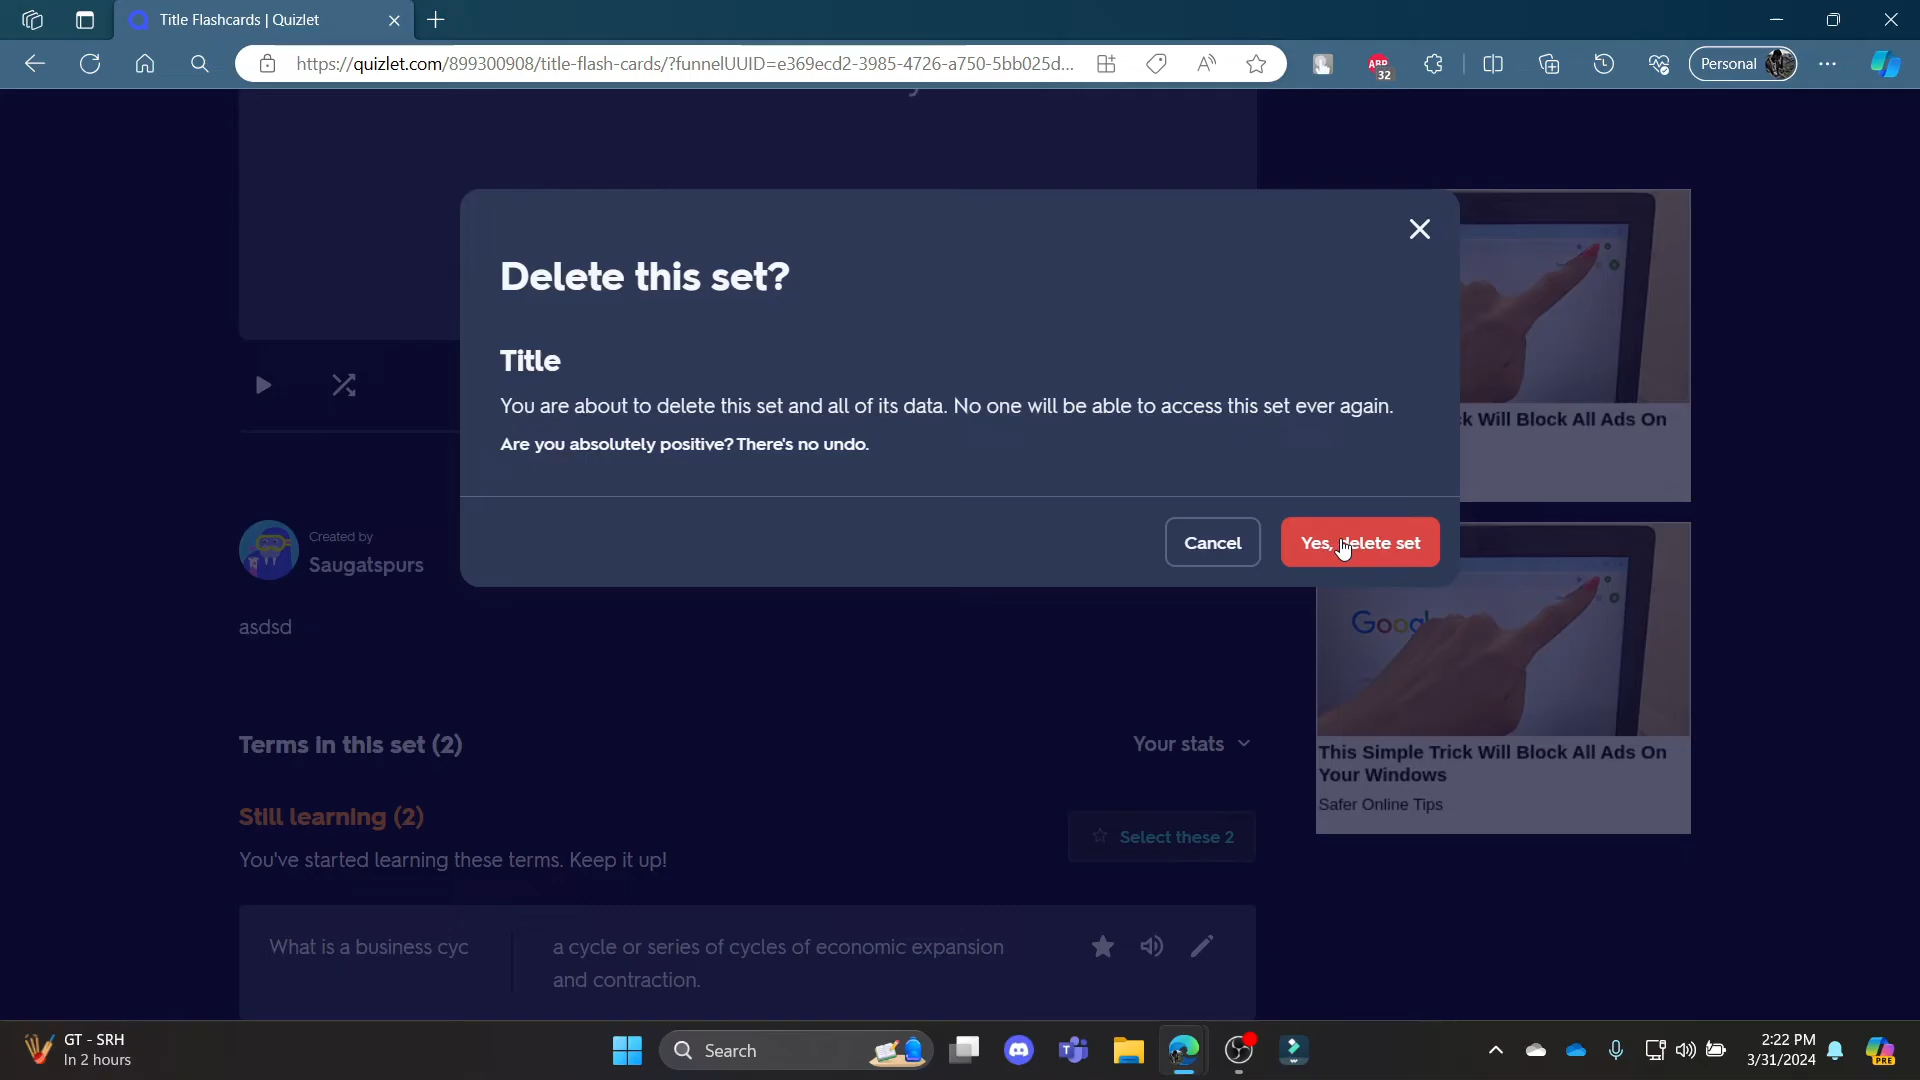 Title Flashcards | Quizlet
https://quizlet.com/899300908/title-flash-cards/?funnelUUID=e369ecd2-3985-4726-a750-5bb025d...
ABP
32
Personal
Delete this set?
Title
You are about to delete this set and all of its data. No one will be able to access this set ever again.
Are you absolutely positive? There's no undo.
Cancel
Yes, delete set
k Will Block All Ads On
Created by
Saugatspurs
asdsd
Google
This Simple Trick Will Block All Ads On
Your Windows
Safer Online Tips
Terms in this set (2)
Your stats
Still learning (2)
You've started learning these terms. Keep it up!
Select these 2
What is a business cyc
a cycle or series of cycles of economic expansion
and contraction.
GT - SRH
In 2 hours
Search
2:22 PM
3/31/2024
PRE